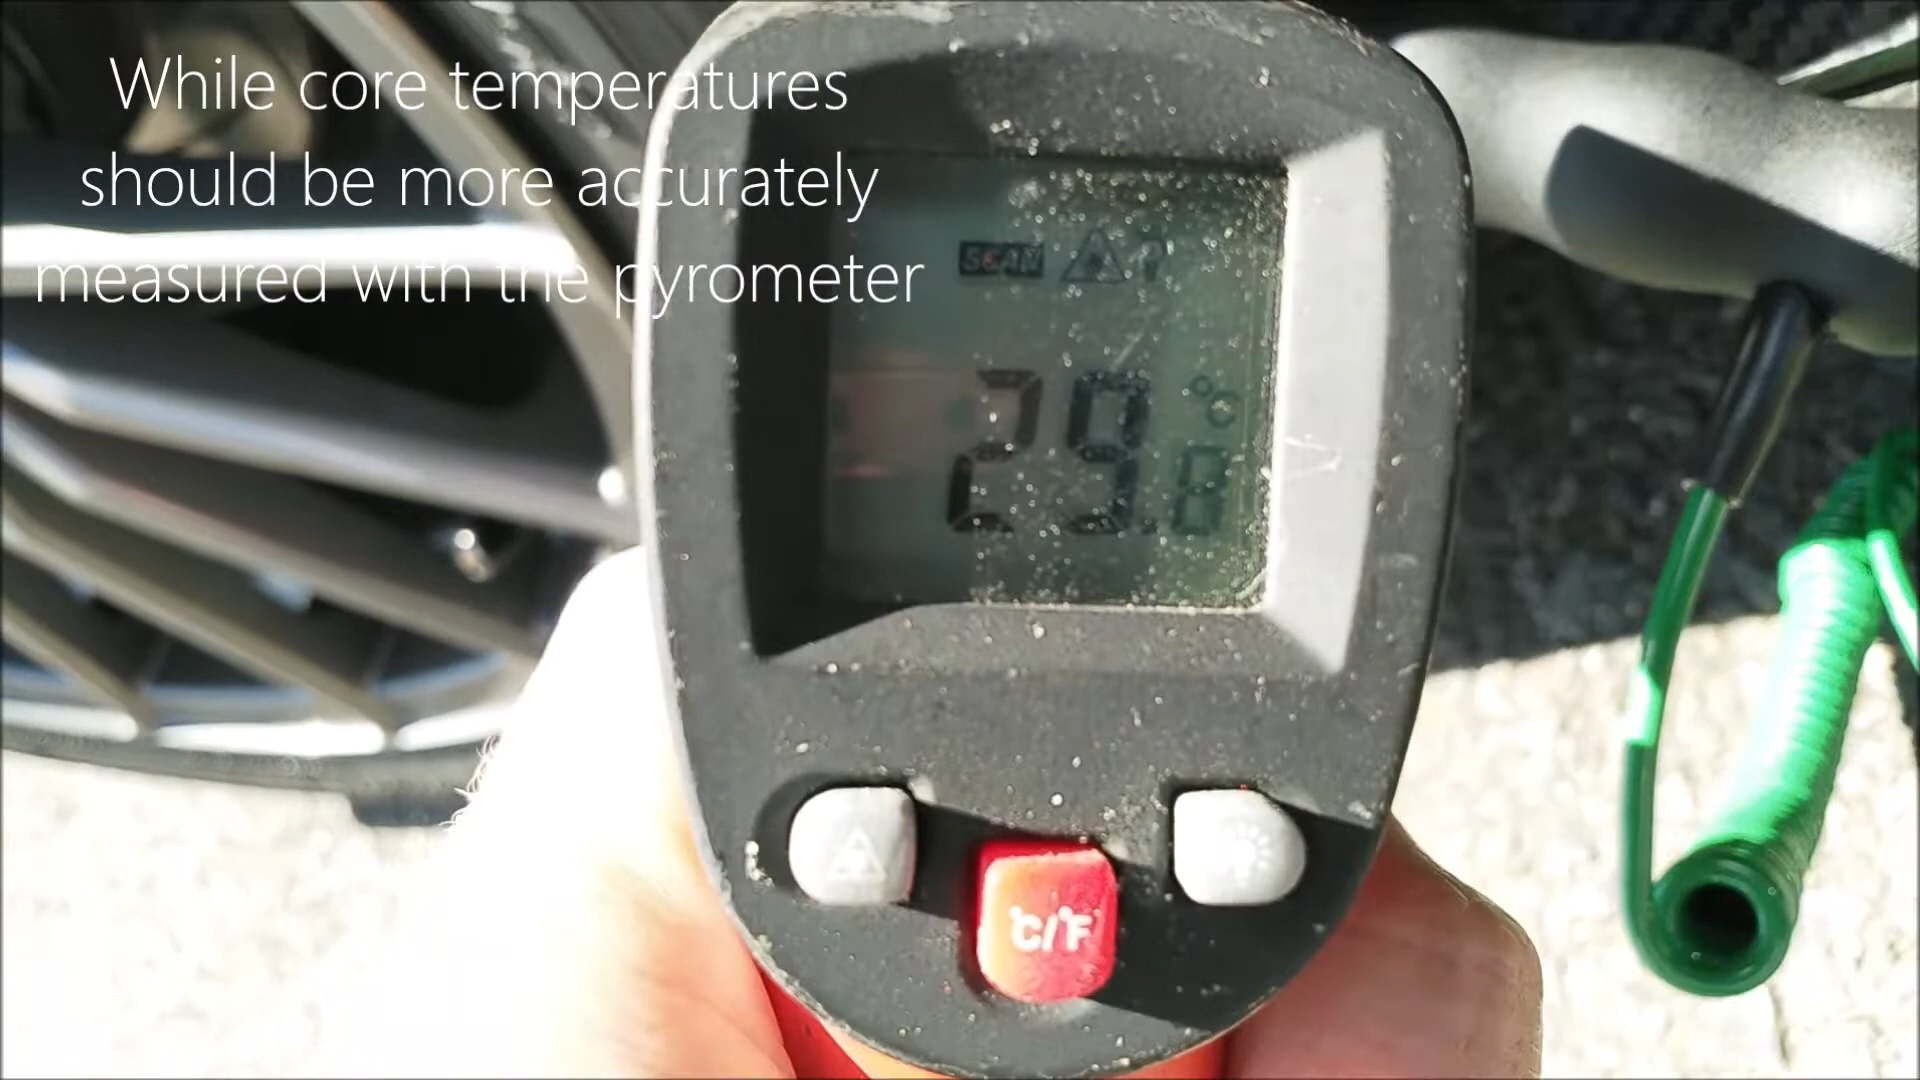 While core temperatures
should be more accurately
measured with the pyrometer
SCAN
°C
29.8
°C/°F